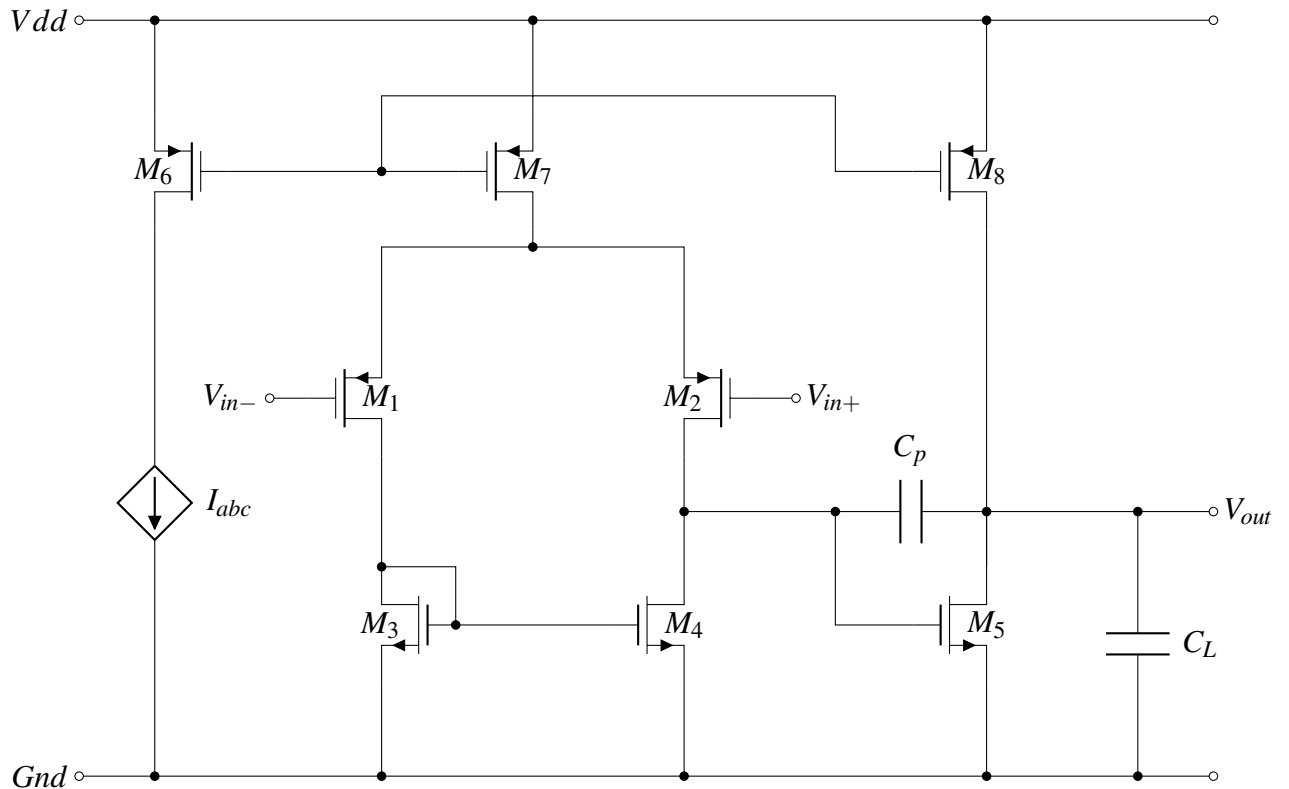 Vdd
M6 M7 M8
Vin− M1 M2 Vin+
Cp
Iabc Vout
M3 M4 M5
CL
Gnd